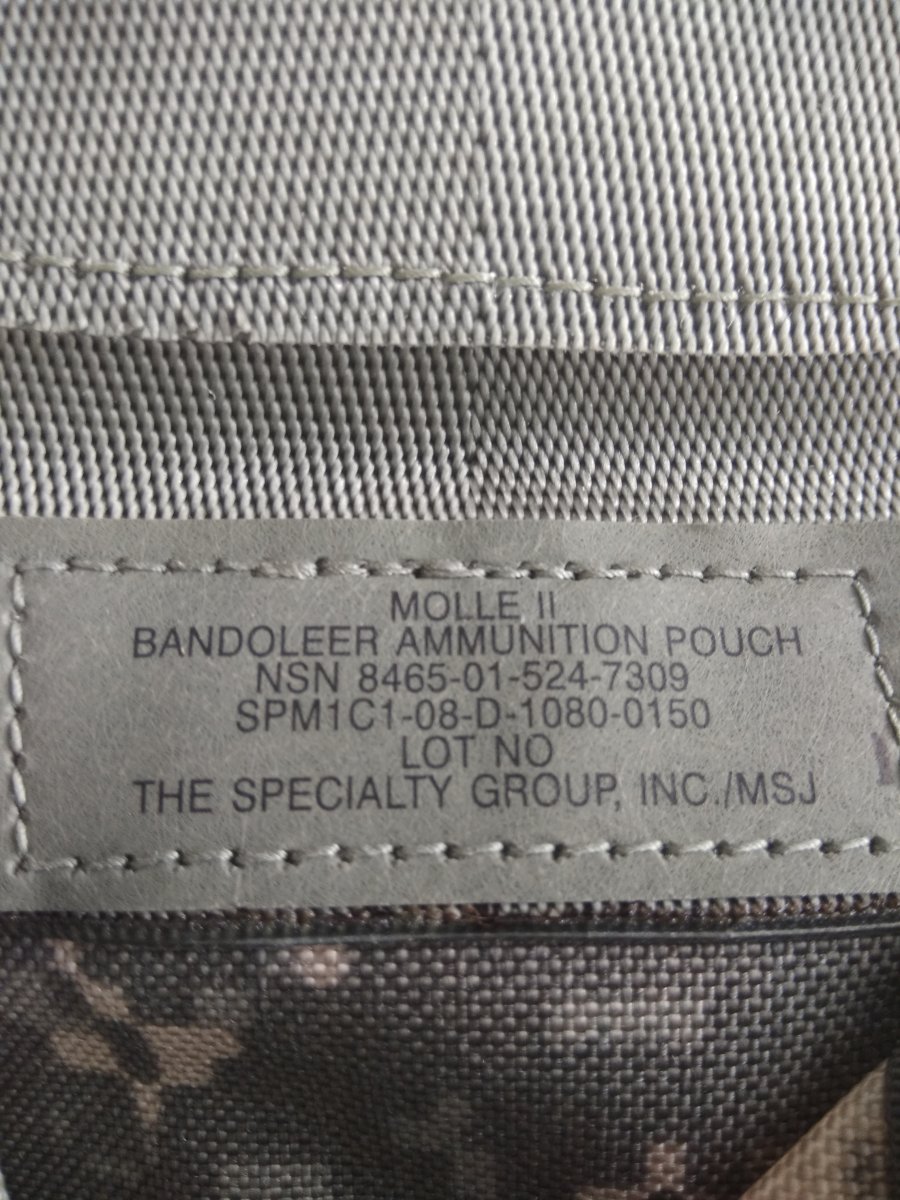 MOLLE II
BANDOLEER AMMUNITION POUCH
NSN 8465-01-524-7309
SPM1C1-08-D-1080-0150
LOT NO
THE SPECIALTY GROUP, INC./MSJ